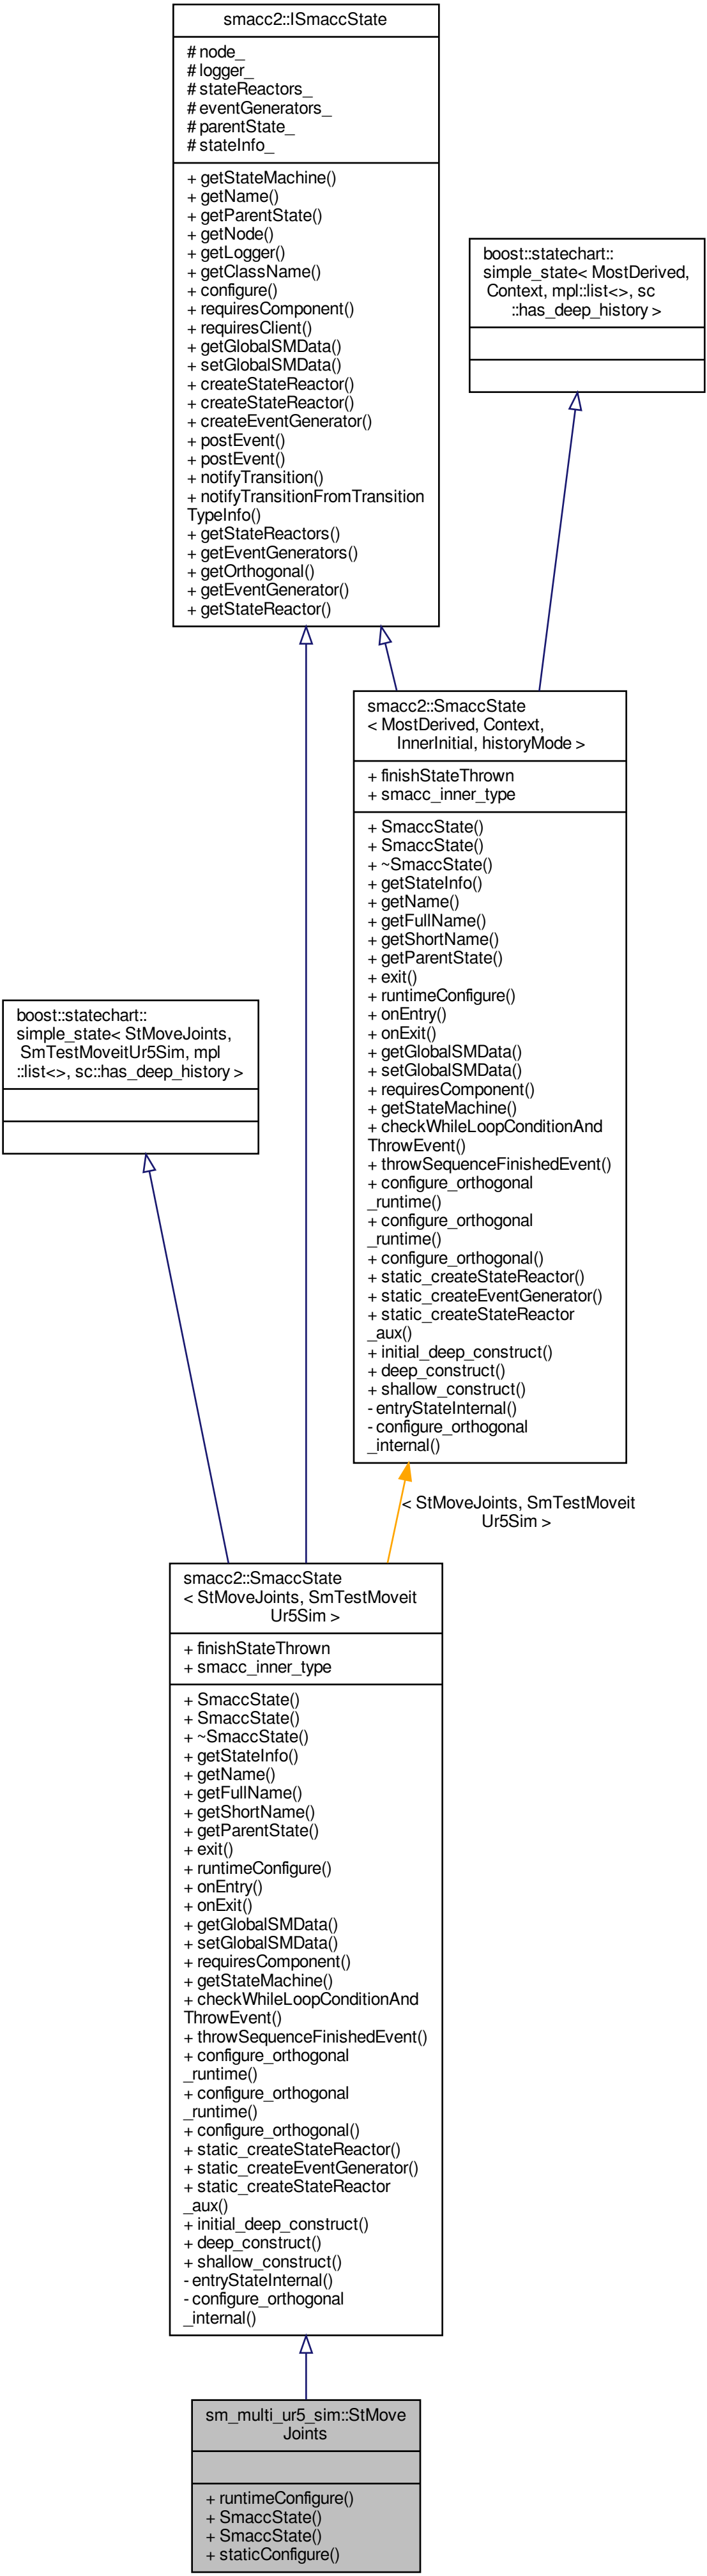 smacc2::ISmaccState
# node_
# logger_
# stateReactors_
# eventGenerators_
# parentState_
# stateInfo_
+ getStateMachine()
+ getName()
+ getParentState()
+ getNode()
+ getLogger()
+ getClassName()
+ configure()
+ requiresComponent()
+ requiresClient()
+ getGlobalSMData()
+ setGlobalSMData()
+ createStateReactor()
+ createStateReactor()
+ createEventGenerator()
+ postEvent()
+ postEvent()
+ notifyTransition()
+ notifyTransitionFromTransition
TypeInfo()
+ getStateReactors()
+ getEventGenerators()
+ getOrthogonal()
+ getEventGenerator()
+ getStateReactor()
boost::statechart::
simple_state< MostDerived,
Context, mpl::list<>, sc
::has_deep_history >
smacc2::SmaccState
< MostDerived, Context,
InnerInitial, historyMode >
+ finishStateThrown
+ smacc_inner_type
+ SmaccState()
+ SmaccState()
+ ~SmaccState()
+ getStateInfo()
+ getName()
+ getFullName()
+ getShortName()
+ getParentState()
+ exit()
+ runtimeConfigure()
+ onEntry()
+ onExit()
+ getGlobalSMData()
+ setGlobalSMData()
+ requiresComponent()
+ getStateMachine()
+ checkWhileLoopConditionAnd
ThrowEvent()
+ throwSequenceFinishedEvent()
+ configure_orthogonal
_runtime()
+ configure_orthogonal
_runtime()
+ configure_orthogonal()
+ static_createStateReactor()
+ static_createEventGenerator()
+ static_createStateReactor
_aux()
+ initial_deep_construct()
+ deep_construct()
+ shallow_construct()
- entryStateInternal()
- configure_orthogonal
_internal()
boost::statechart::
simple_state< StMoveJoints,
SmTestMoveitUr5Sim, mpl
::list<>, sc::has_deep_history >
< StMoveJoints, SmTestMoveit
Ur5Sim >
smacc2::SmaccState
< StMoveJoints, SmTestMoveit
Ur5Sim >
+ finishStateThrown
+ smacc_inner_type
+ SmaccState()
+ SmaccState()
+ ~SmaccState()
+ getStateInfo()
+ getName()
+ getFullName()
+ getShortName()
+ getParentState()
+ exit()
+ runtimeConfigure()
+ onEntry()
+ onExit()
+ getGlobalSMData()
+ setGlobalSMData()
+ requiresComponent()
+ getStateMachine()
+ checkWhileLoopConditionAnd
ThrowEvent()
+ throwSequenceFinishedEvent()
+ configure_orthogonal
_runtime()
+ configure_orthogonal
_runtime()
+ configure_orthogonal()
+ static_createStateReactor()
+ static_createEventGenerator()
+ static_createStateReactor
_aux()
+ initial_deep_construct()
+ deep_construct()
+ shallow_construct()
- entryStateInternal()
- configure_orthogonal
_internal()
sm_multi_ur5_sim::StMove
Joints
+ runtimeConfigure()
+ SmaccState()
+ SmaccState()
+ staticConfigure()